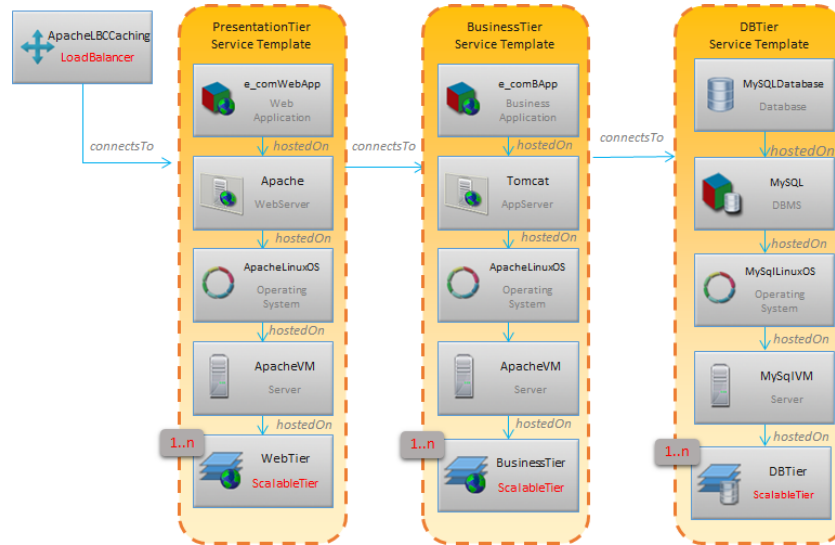 ApacheLBCCaching
LoadBalancer
connectsTo
PresentationTier
Service Template
e_comWebApp
Web
Application
hostedOn
Apache
WebServer
hostedOn
ApacheLinuxOS
Operating
System
hostedOn
ApacheVM
Server
hostedOn
1..n
WebTier
ScalableTier
connectsTo
BusinessTier
Service Template
e_comBApp
Business
Application
hostedOn
Tomcat
AppServer
hostedOn
ApacheLinuxOS
Operating
System
ApacheVM
Server
hostedOn
1..n
BusinessTier
ScalableTier
connectsTo
DBTier
Service Template
MySQLDatabase
Database
hostedOn
MySQL
DBMS
hostedOn
MySqlLinuxOS
Operating
System
hostedOn
MySqlVM
Server
hostedOn
1..n
DBTier
ScalableTier